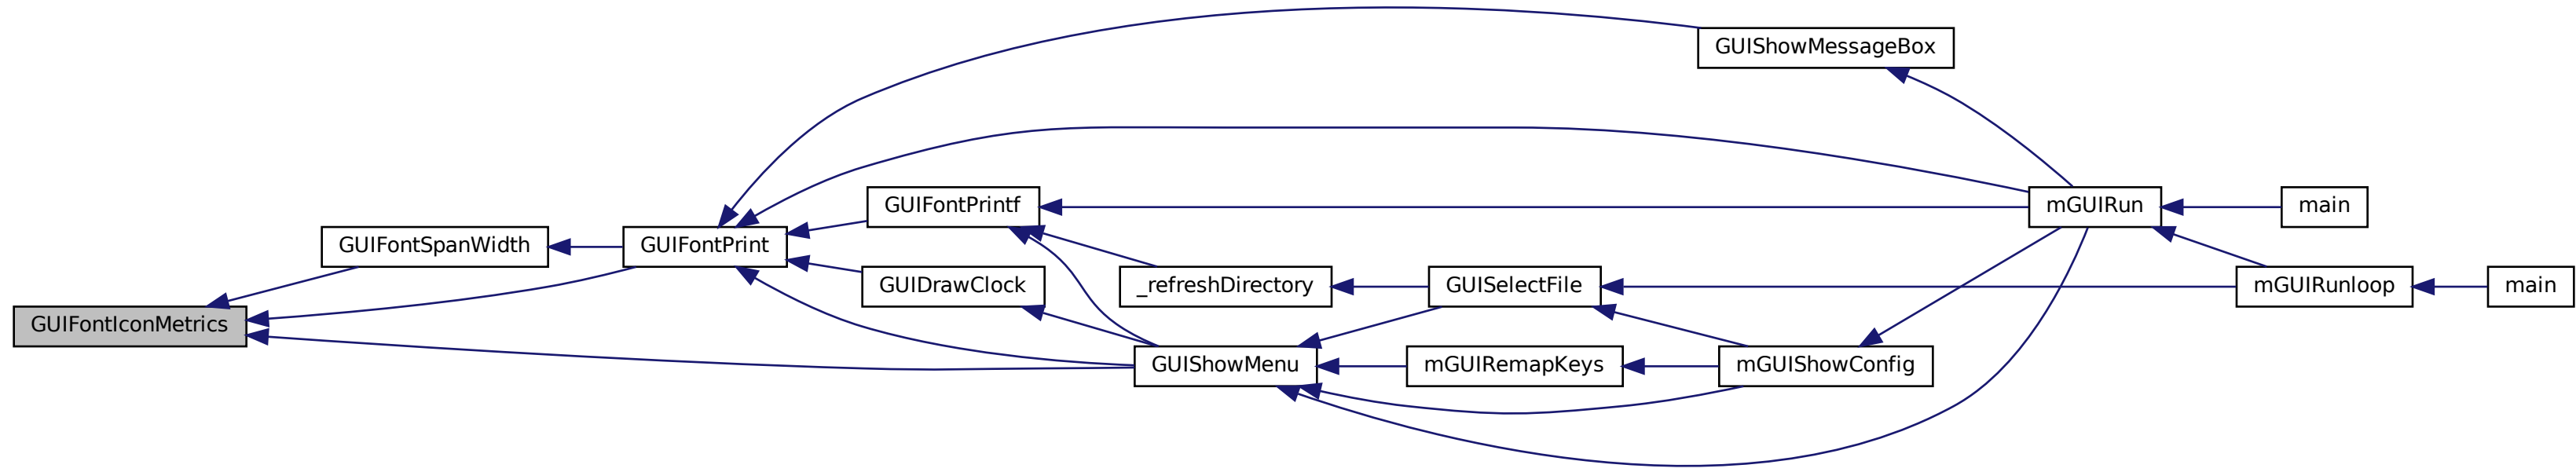 GUIShowMessageBox
GUIFontPrintf
mGUIRun
main
GUIFontSpanWidth
GUIFontPrint
GUIDrawClock
_refreshDirectory
GUISelectFile
mGUIRunloop
main
GUIFontIconMetrics
GUIShowMenu
mGUIRemapKeys
mGUIShowConfig